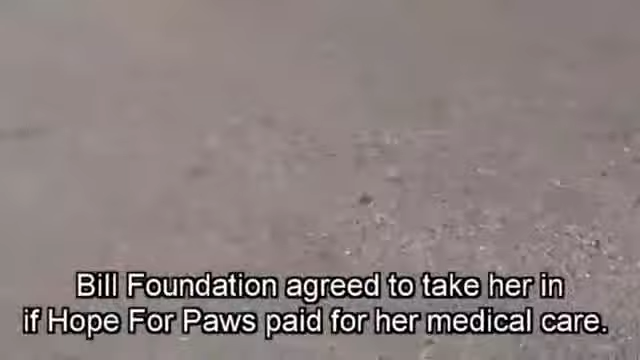 Bill Foundation agreed to take her in
if Hope For Paws paid for her medical care.